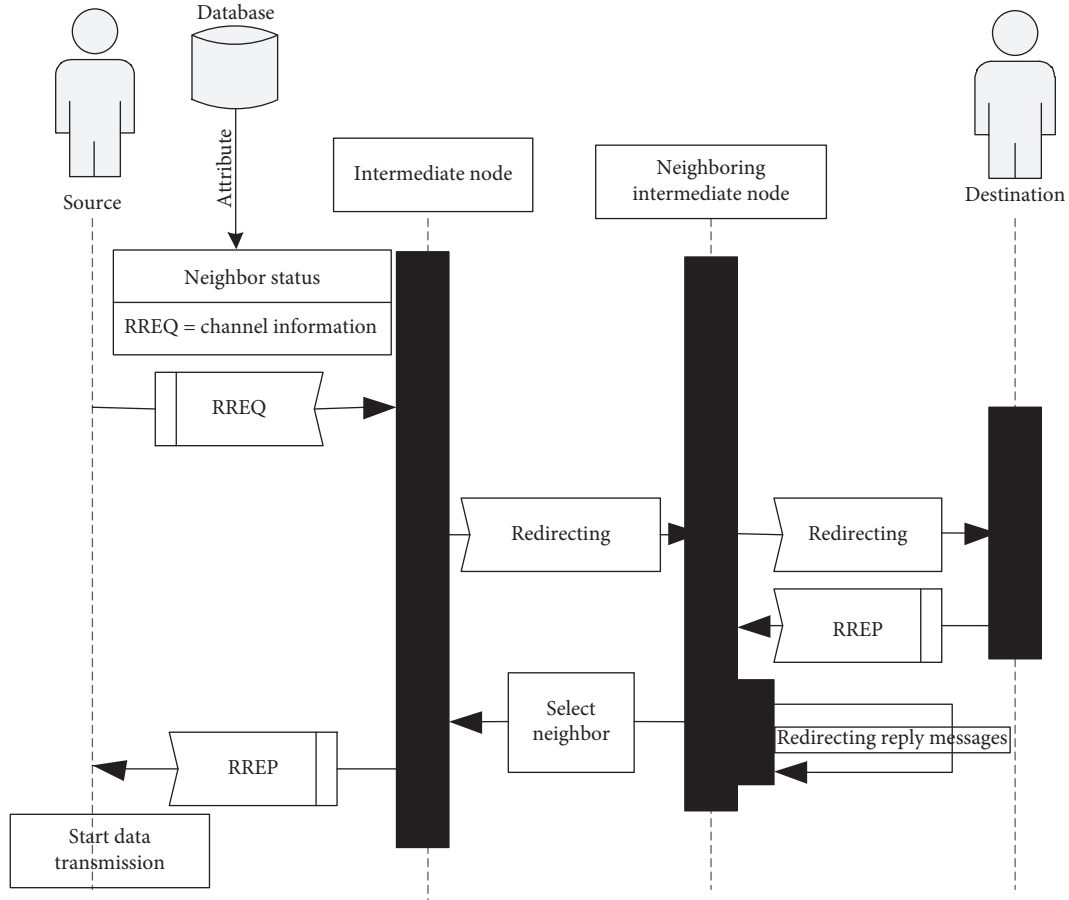 Database
Attribute
Source
Intermediate node
Neighboring
intermediate node
Destination
Neighbor status
RREQ = channel information
RREQ
Redirecting
Redirecting
RREP
Select
neighbor
Redirecting reply messages
RREP
Start data
transmission